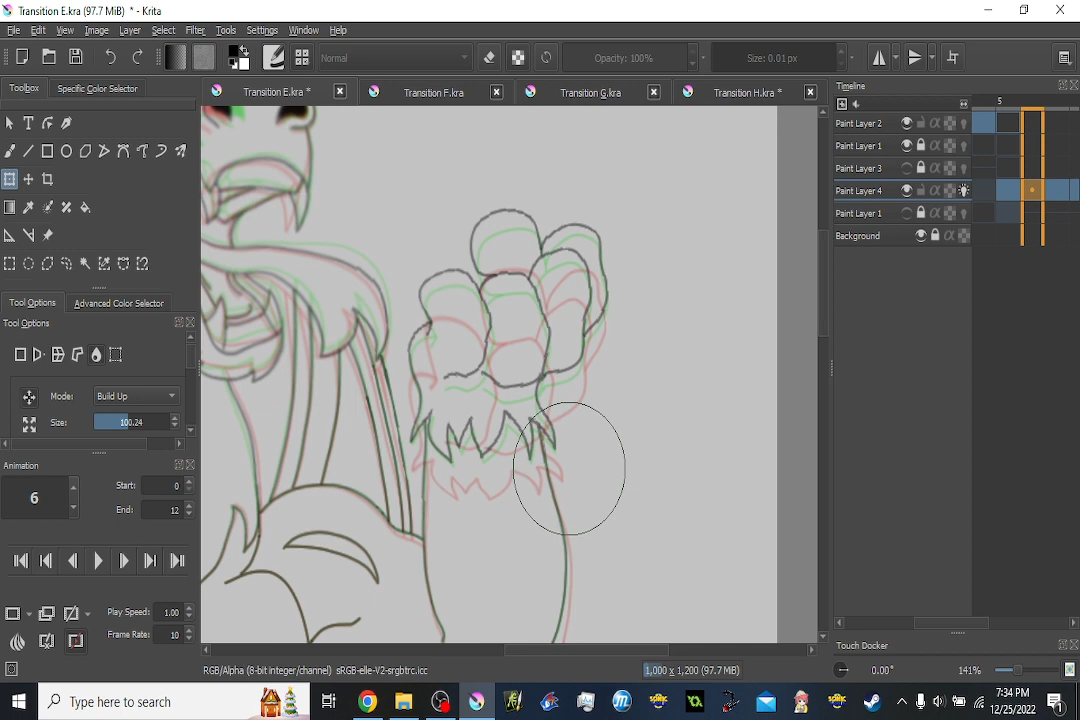 Transition E.kra (97.7 MiB) * - Krita
File Edit View Image Layer Select Filter Tools Settings Window Help
Normal
Opacity: 100%
Size: 0.01 px
Toolbox
Specific Color Selector
Transition E.kra *
Transition F.kra
Transition G.kra
Transition H.kra *
Timeline
5
Paint Layer 2
Paint Layer 1
Paint Layer 3
Paint Layer 4
Paint Layer 1
Background
Tool Options
Advanced Color Selector
Tool Options
Mode:
Build Up
Size:
100.24
Animation
6
Start:
0
End:
12
Play Speed:
1.00
Frame Rate:
10
RGB/Alpha (8-bit integer/channel) sRGB-elle-V2-srgbtrc.icc
1,000 x 1,200 (97.7 MiB)
Touch Docker
0.00°
141%
Type here to search
7:34 PM
12/25/2022
1